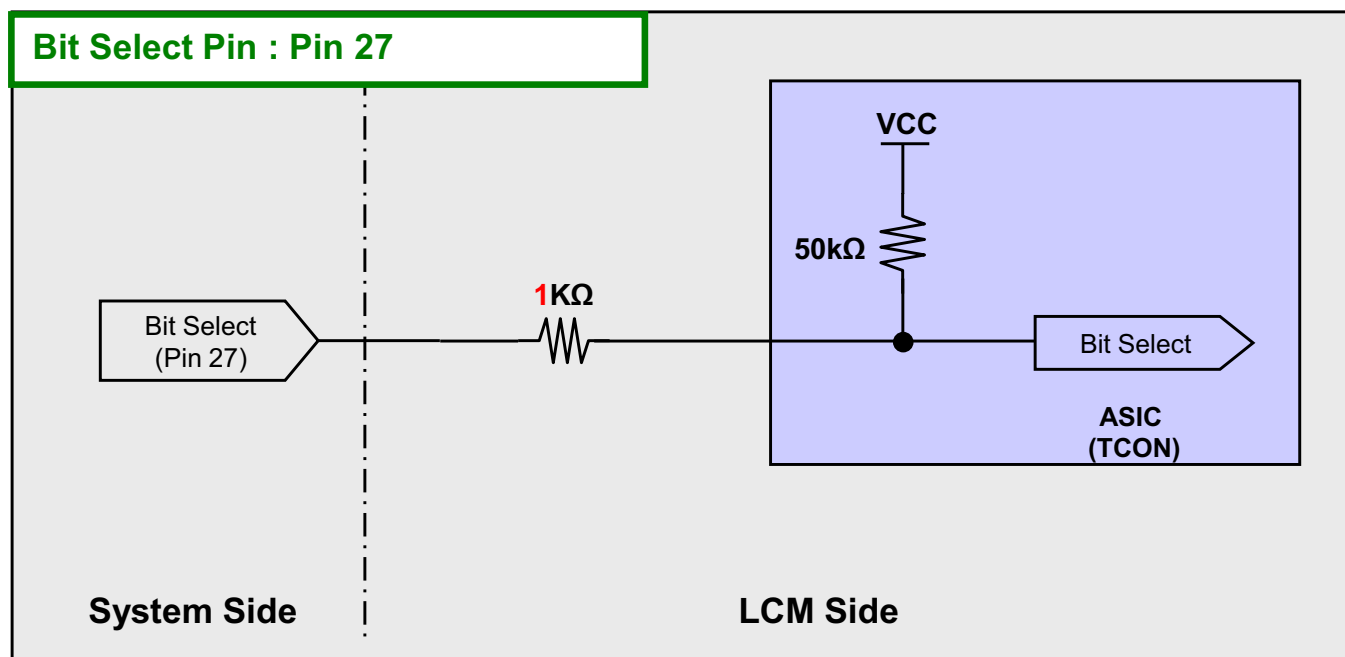 Bit Select Pin : Pin 27
VCC
50kΩ
1KΩ
Bit Select
(Pin 27)
Bit Select
ASIC
(TCON)
System Side
LCM Side